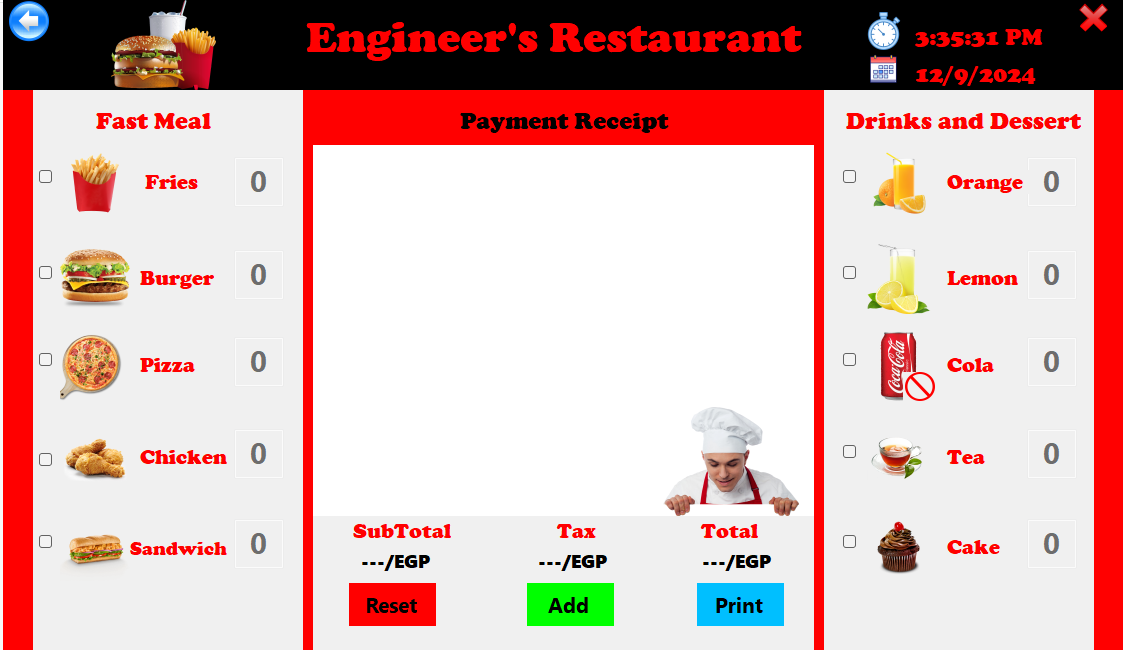 Engineer's Restaurant
3:35:31 PM
12/9/2024
Fast Meal
Fries 0
Burger 0
Pizza 0
Chicken 0
Sandwich 0
Payment Receipt
SubTotal Tax Total
---/EGP ---/EGP ---/EGP
Reset Add Print
Drinks and Dessert
Orange 0
Lemon 0
Coca-Cola
Cola 0
Tea 0
Cake 0